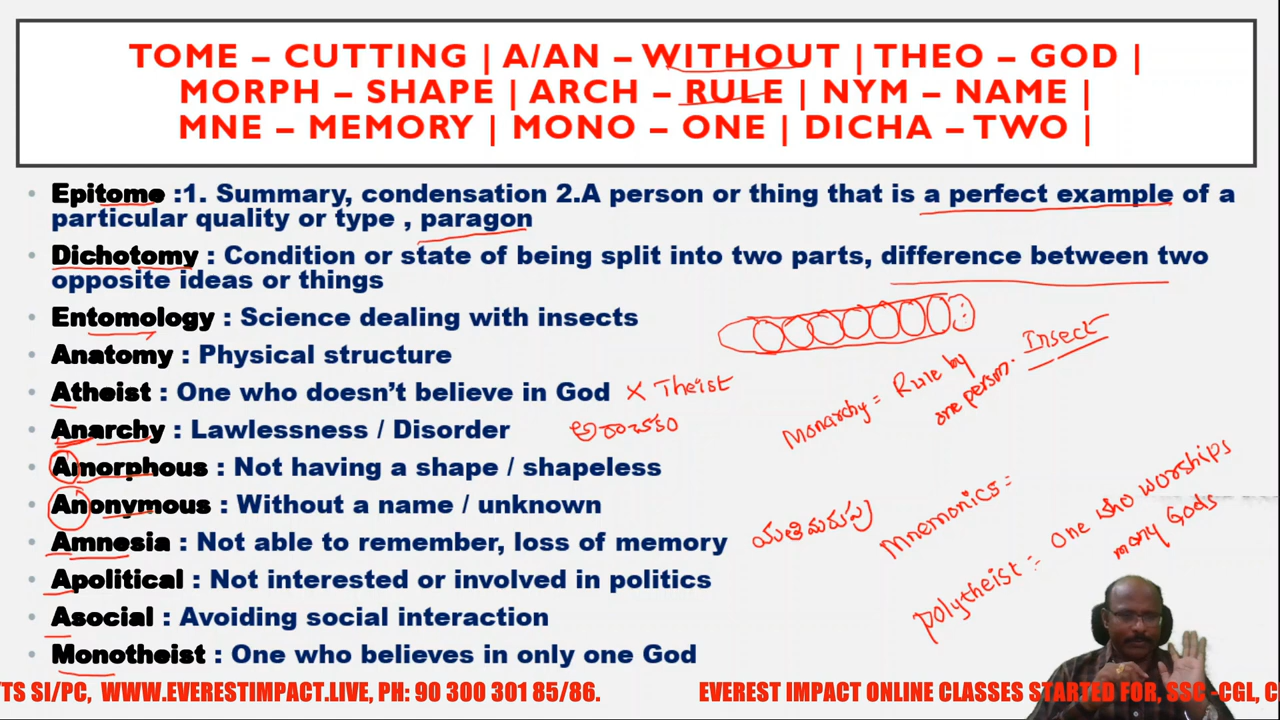 TOME – CUTTING | A/AN – WITHOUT | THEO – GOD |
MORPH – SHAPE | ARCH – RULE | NYM – NAME |
MNE – MEMORY | MONO – ONE | DICHA – TWO |
• Epitome :1. Summary, condensation 2.A person or thing that is a perfect example of a
particular quality or type , paragon
• Dichotomy : Condition or state of being split into two parts, difference between two
opposite ideas or things
• Entomology : Science dealing with insects
• Anatomy : Physical structure
• Atheist : One who doesn't believe in God × Theist
• Anarchy : Lawlessness / Disorder అరాచకం
• Amorphous : Not having a shape / shapeless
• Anonymous : Without a name / unknown
• Amnesia : Not able to remember, loss of memory
• Apolitical : Not interested or involved in politics
• Asocial : Avoiding social interaction
• Monotheist : One who believes in only one God
Insect
Monarchy = Rule by
one person.
మతిమరుపు
Mnemonics =
polytheist :- One who worships
many Gods
YTS SI/PC, WWW.EVERESTIMPACT.LIVE, PH: 90 300 301 85/86. EVEREST IMPACT ONLINE CLASSES STARTED FOR, SSC -CGL, C